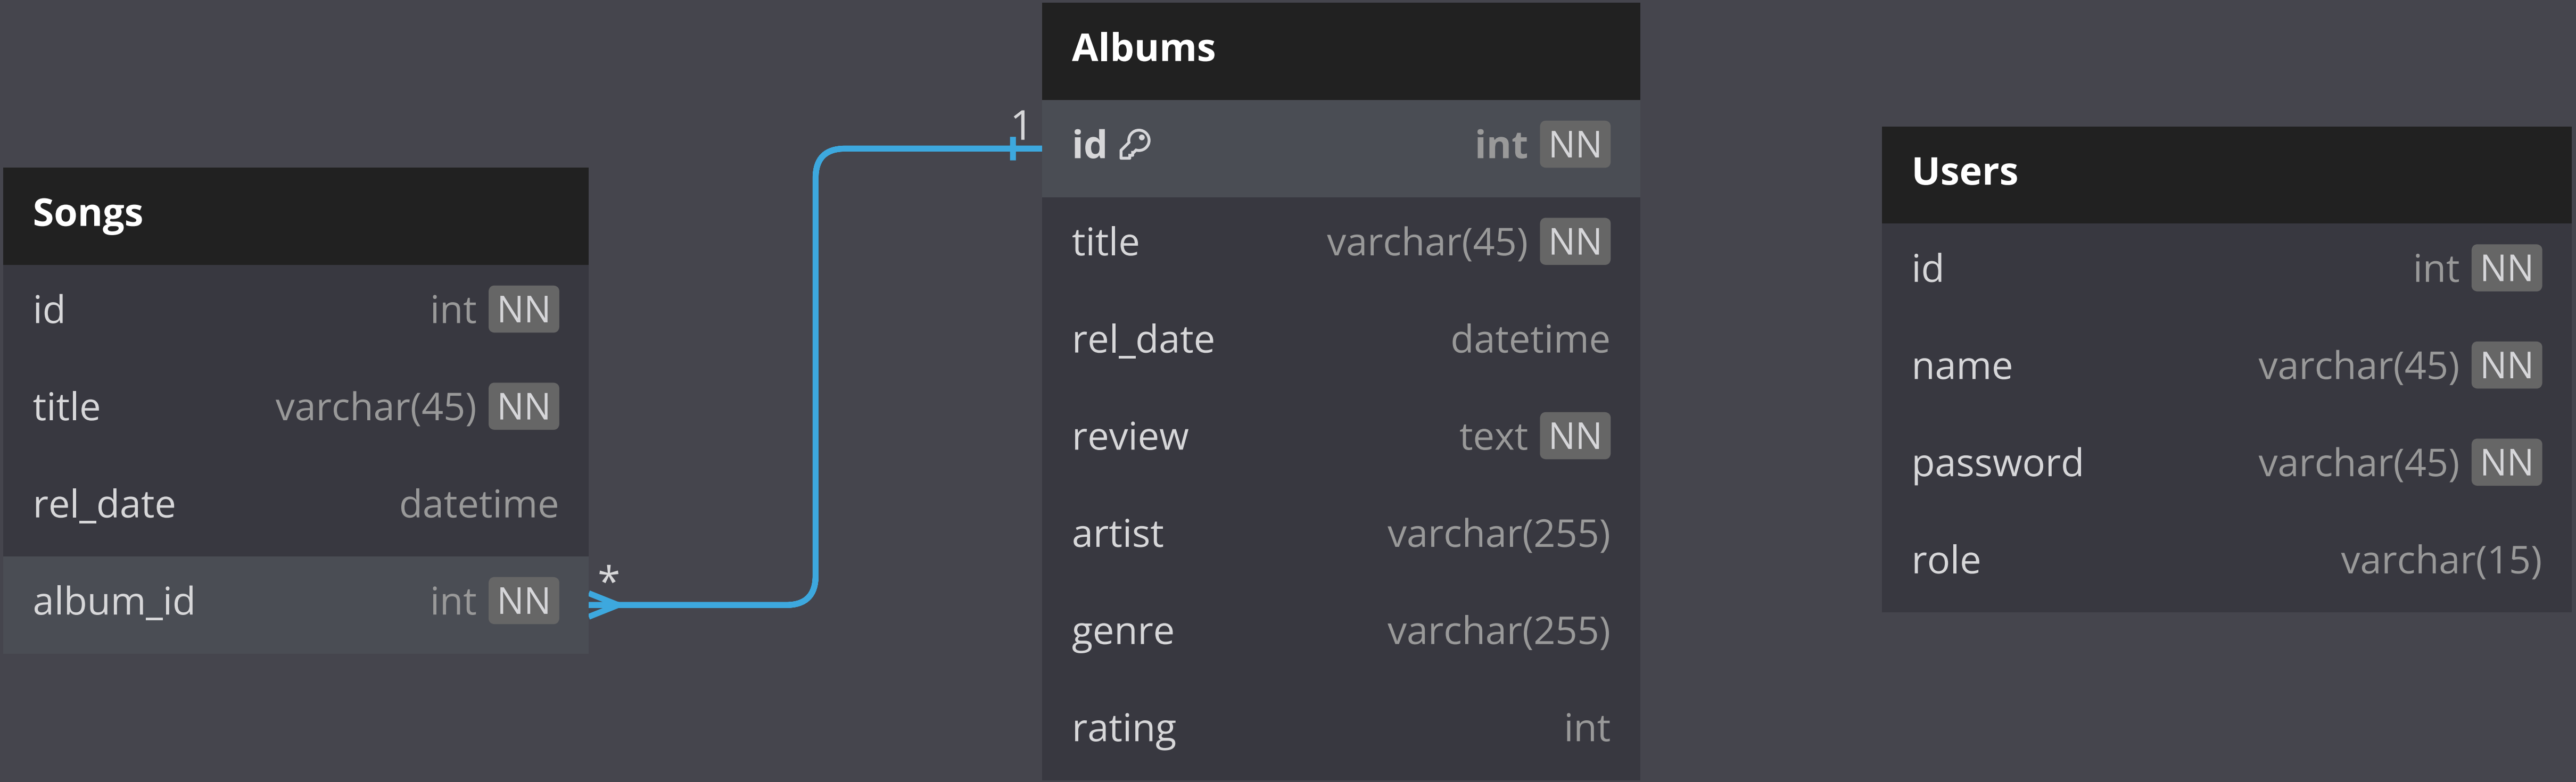 Songs
id int NN
title varchar(45) NN
rel_date datetime
album_id int NN
*
1
Albums
id int NN
title varchar(45) NN
rel_date datetime
review text NN
artist varchar(255)
genre varchar(255)
rating int
Users
id int NN
name varchar(45) NN
password varchar(45) NN
role varchar(15)